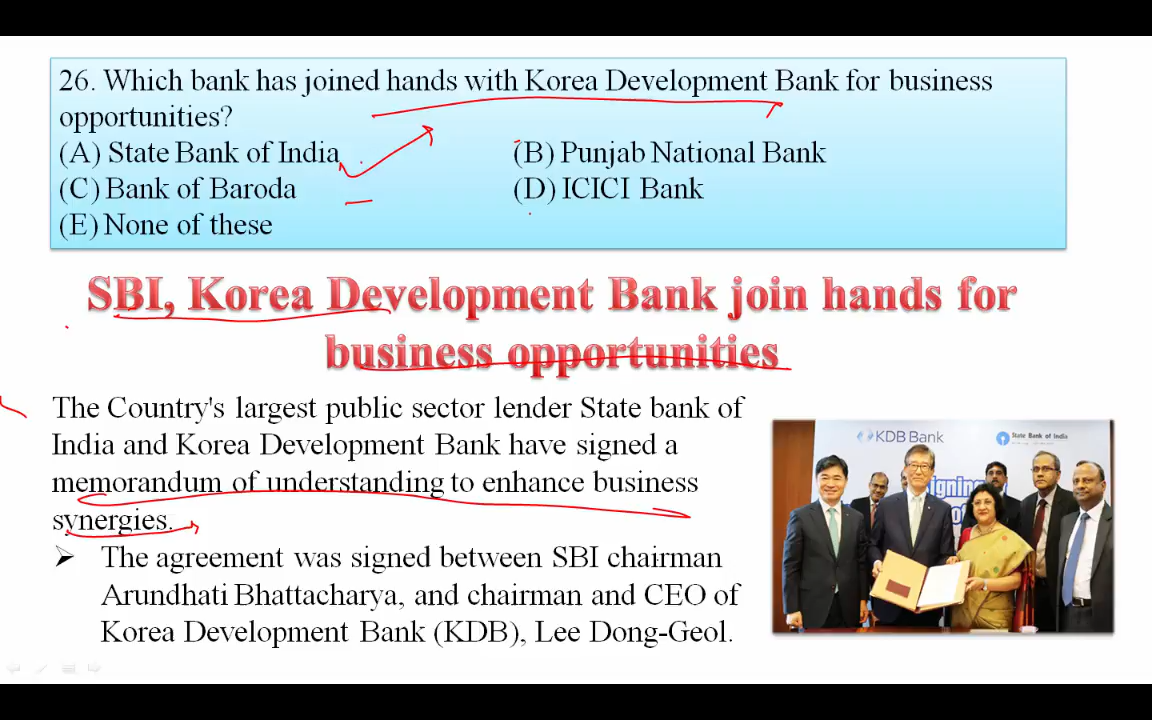 26. Which bank has joined hands with Korea Development Bank for business
opportunities?
(A) State Bank of India
(B) Punjab National Bank
(C) Bank of Baroda
(D) ICICI Bank
(E) None of these
SBI, Korea Development Bank join hands for
business opportunities
The Country's largest public sector lender State bank of
India and Korea Development Bank have signed a
memorandum of understanding to enhance business
synergies.
The agreement was signed between SBI chairman
Arundhati Bhattacharya, and chairman and CEO of
Korea Development Bank (KDB), Lee Dong-Geol.
KDB Bank
State Bank of India